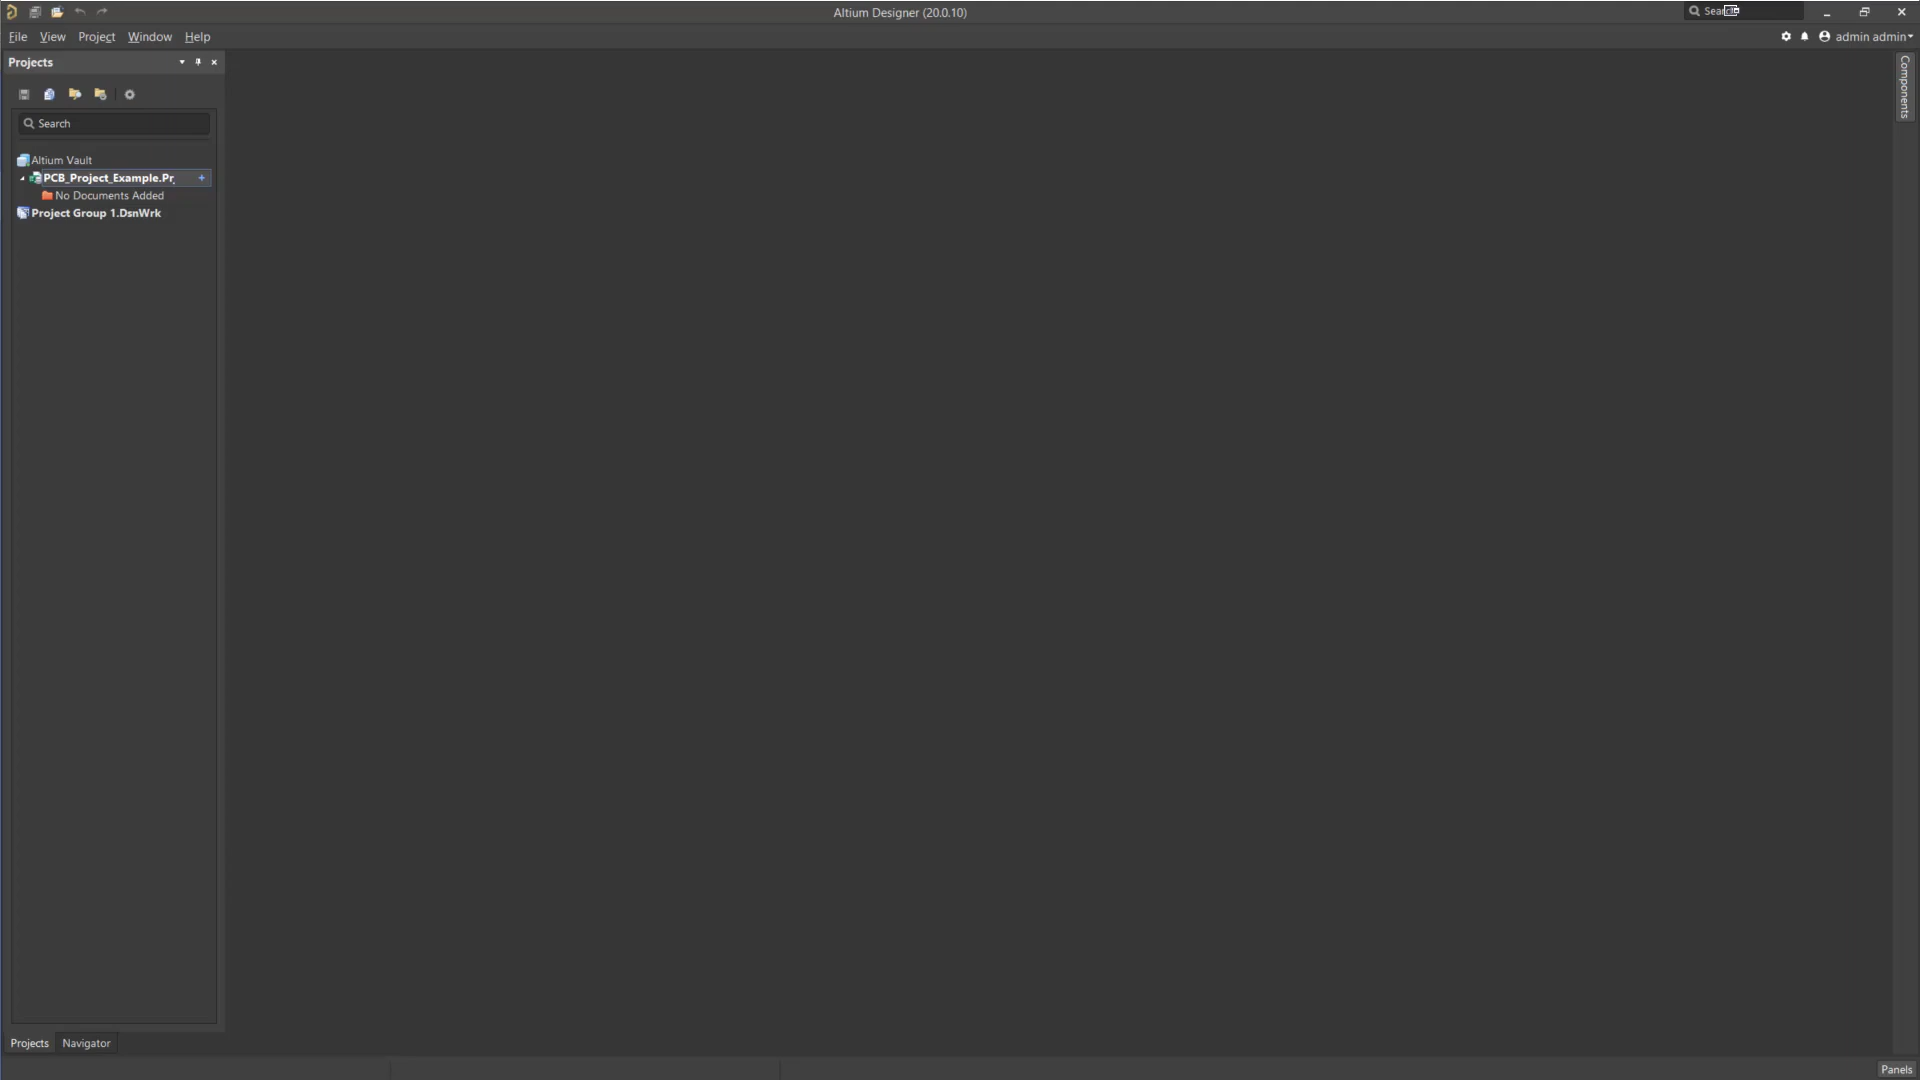 Altium Designer (20.0.10)
File View Project Window Help
admin admin
Projects
Search
Altium Vault
PCB_Project_Example.Pr
No Documents Added
Project Group 1.DsnWrk
Components
Projects Navigator
Panels